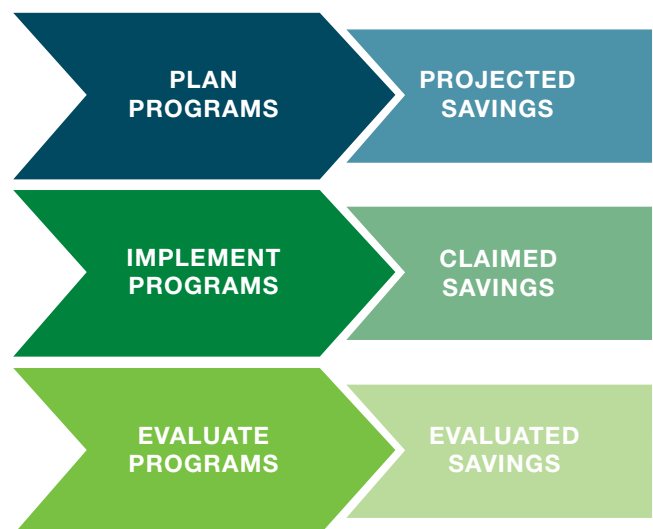 PLAN
PROGRAMS
PROJECTED
SAVINGS
IMPLEMENT
PROGRAMS
CLAIMED
SAVINGS
EVALUATE
PROGRAMS
EVALUATED
SAVINGS